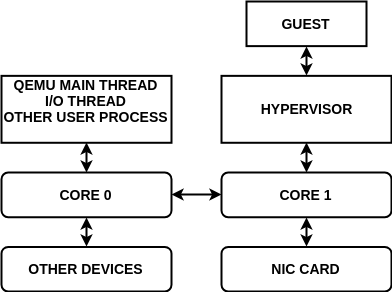 GUEST
QEMU MAIN THREAD
I/O THREAD
OTHER USER PROCESS
HYPERVISOR
CORE 0
CORE 1
OTHER DEVICES
NIC CARD